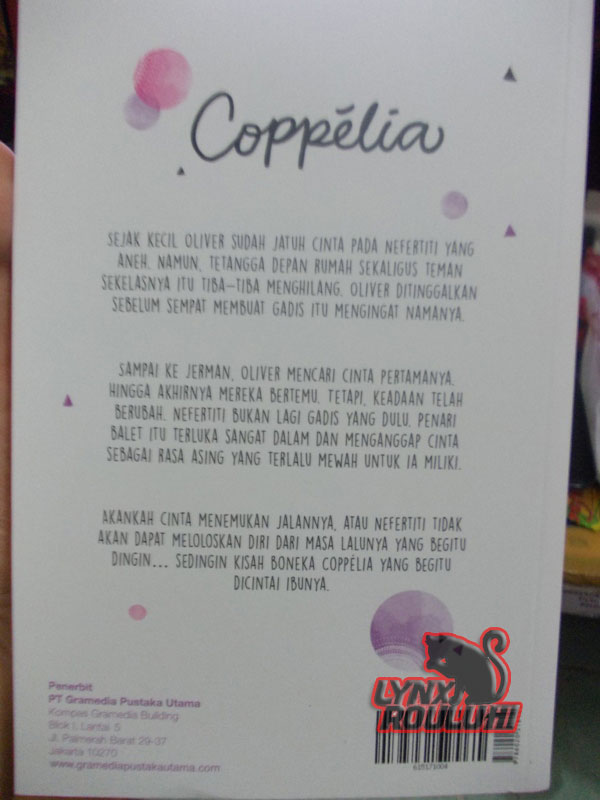 Coppélia
SEJAK KECIL OLIVER SUDAH JATUH CINTA PADA NEFERTITI YANG
ANEH. NAMUN, TETANGGA DEPAN RUMAH SEKALIGUS TEMAN
SEKELASNYA ITU TIBA-TIBA MENGHILANG. OLIVER DITINGGALKAN
SEBELUM SEMPAT MEMBUAT GADIS ITU MENGINGAT NAMANYA.
SAMPAI KE JERMAN, OLIVER MENCARI CINTA PERTAMANYA.
HINGGA AKHIRNYA MEREKA BERTEMU. TETAPI, KEADAAN TELAH
BERUBAH. NEFERTITI BUKAN LAGI GADIS YANG DULU. PENARI
BALET ITU TERLUKA SANGAT DALAM DAN MENGANGGAP CINTA
SEBAGAI RASA ASING YANG TERLALU MEWAH UNTUK IA MILIKI.
AKANKAH CINTA MENEMUKAN JALANNYA, ATAU NEFERTITI TIDAK
AKAN DAPAT MELOLOSKAN DIRI DARI MASA LALUNYA YANG BEGITU
DINGIN... SEDINGIN KISAH BONEKA COPPÉLIA YANG BEGITU
DICINTAI IBUNYA.
Penerbit
PT Gramedia Pustaka Utama
Kompas Gramedia Building
Blok I, Lantai 5
Jl. Palmerah Barat 29-37
Jakarta 10270
www.gramediapustakautama.com
LYNX
ROULLUHI
615171004